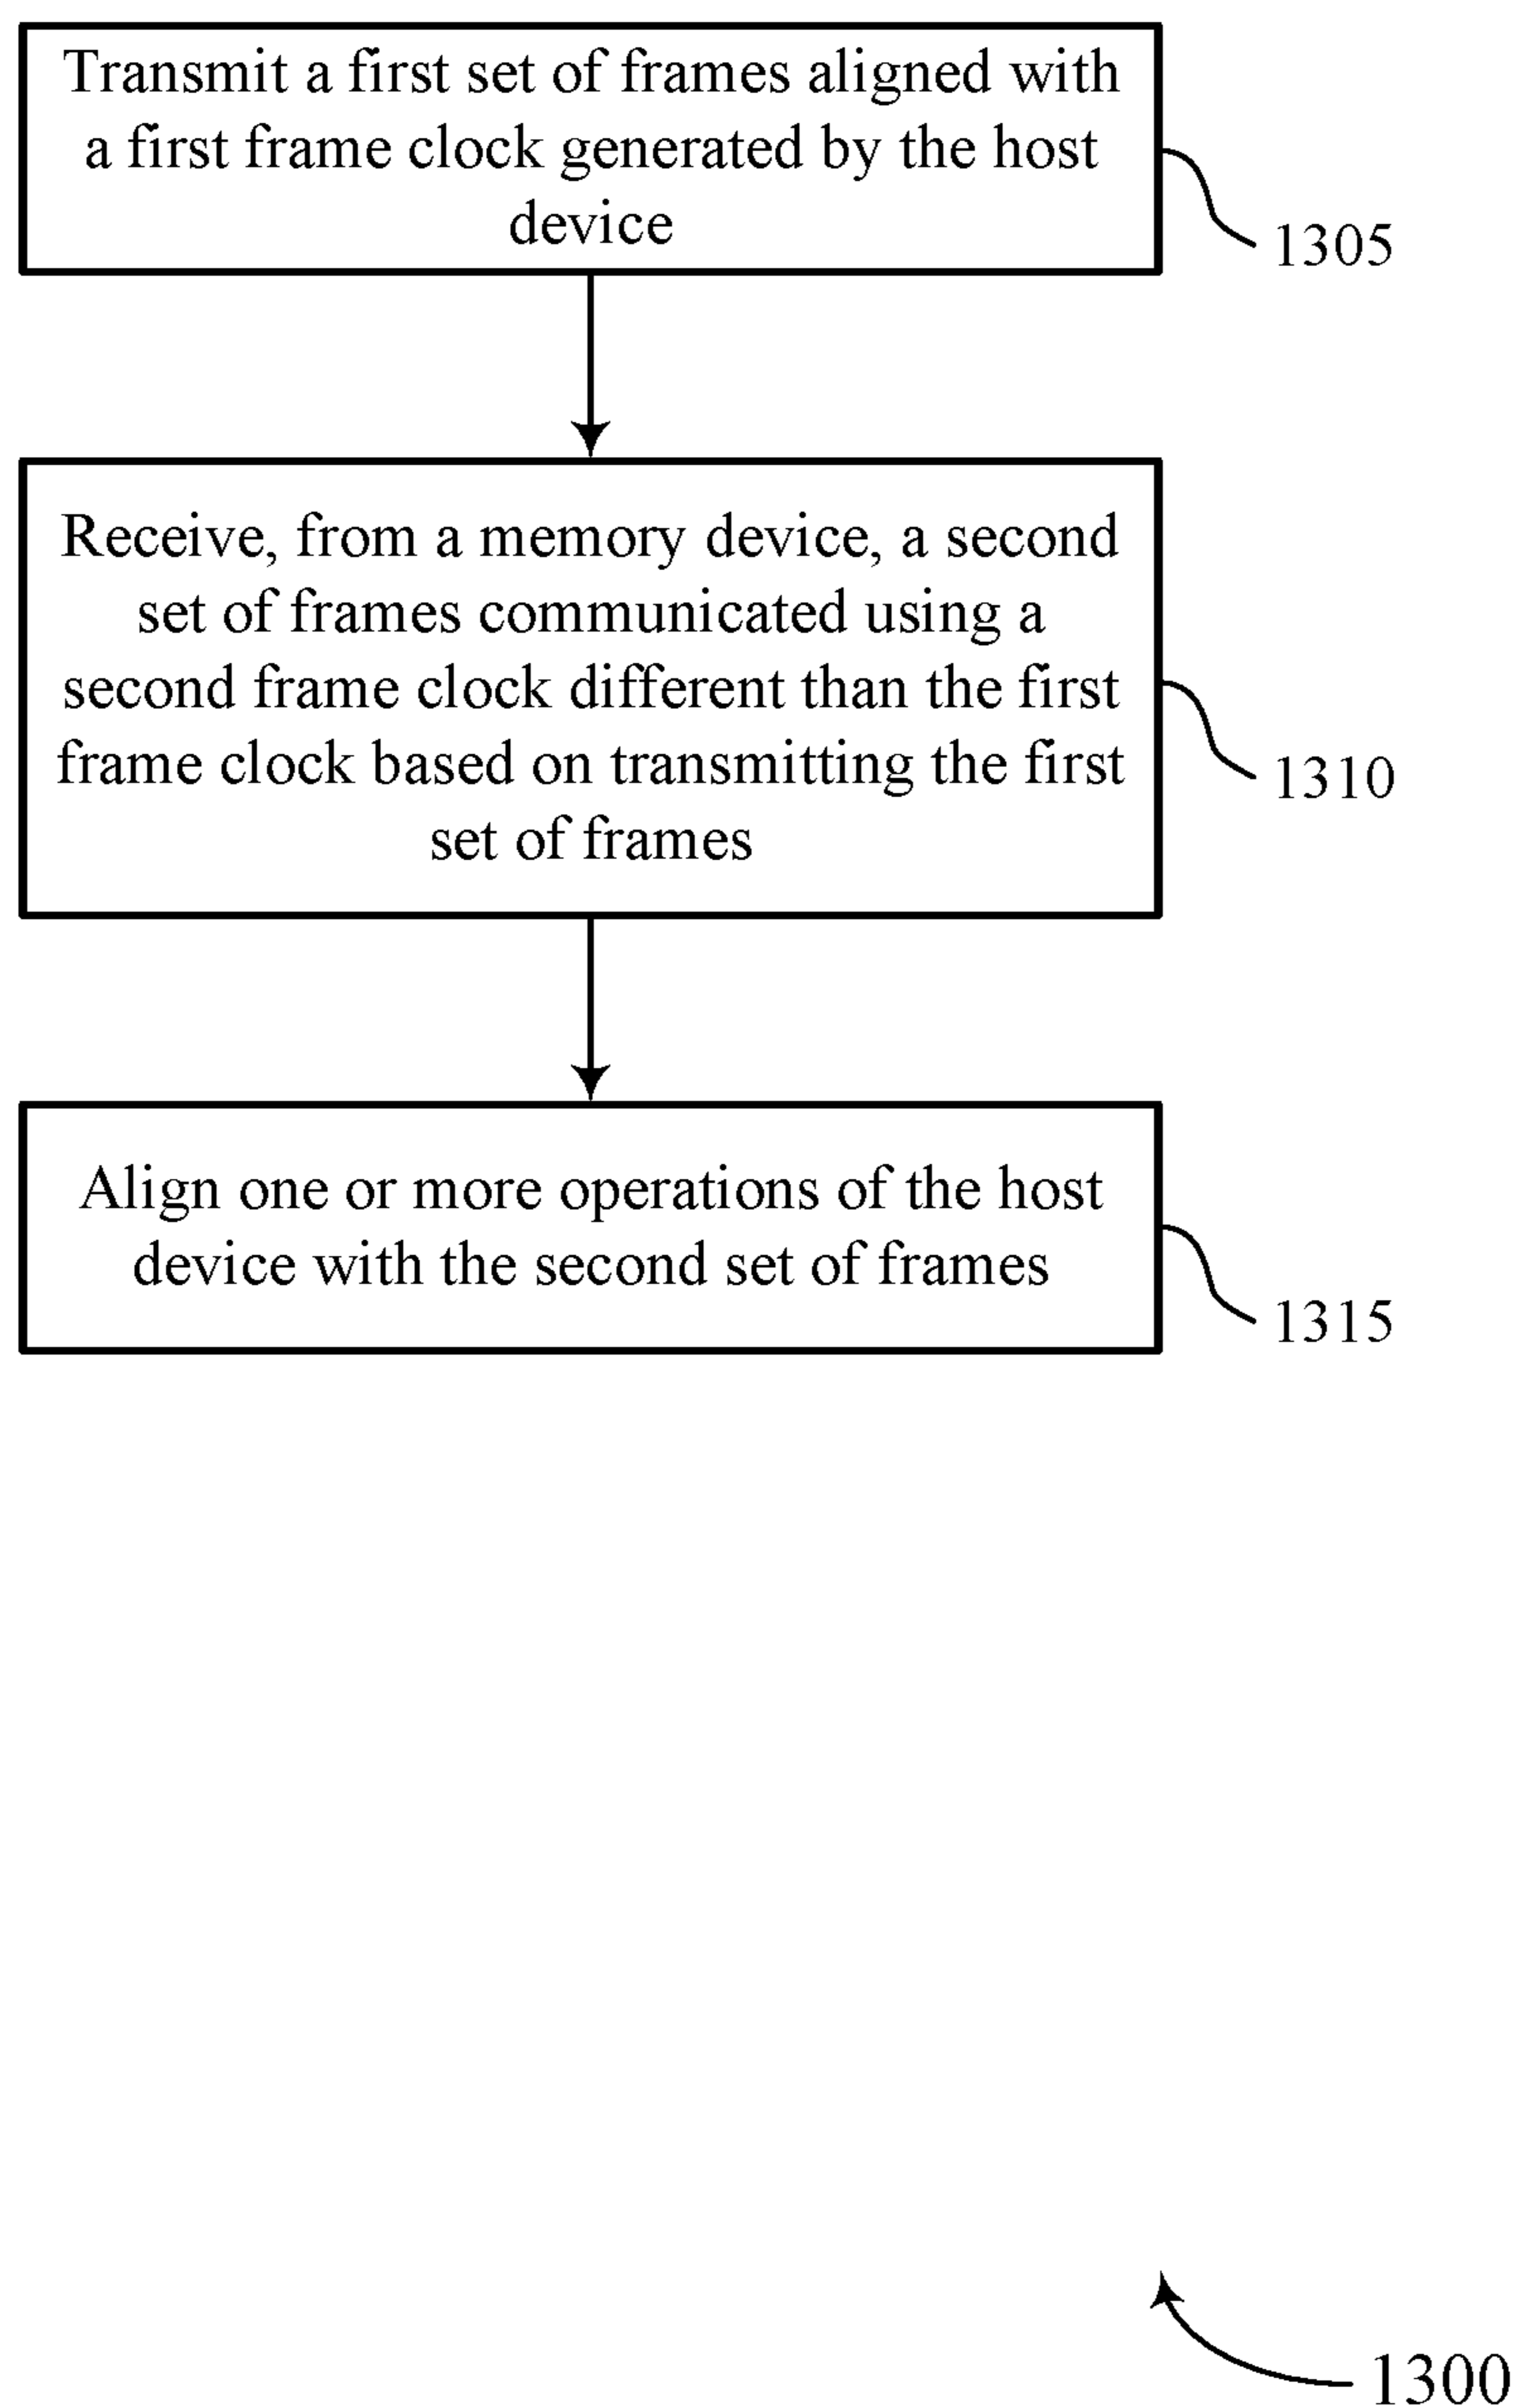 Transmit a first set of frames aligned with
a first frame clock generated by the host
device
1305
Receive, from a memory device, a second
set of frames communicated using a
second frame clock different than the first
frame clock based on transmitting the first
set of frames
1310
Align one or more operations of the host
device with the second set of frames
1315
1300